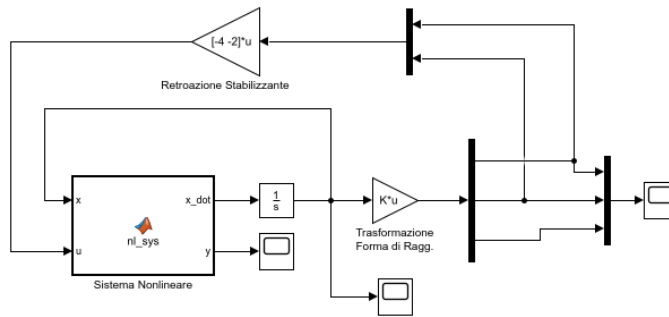 [-4 -2]*u
Retroazione Stabilizzante
x
x_dot
1
s
K*u
nl_sys
u
y
Trasformazione
Forma di Ragg.
Sistema Nonlineare